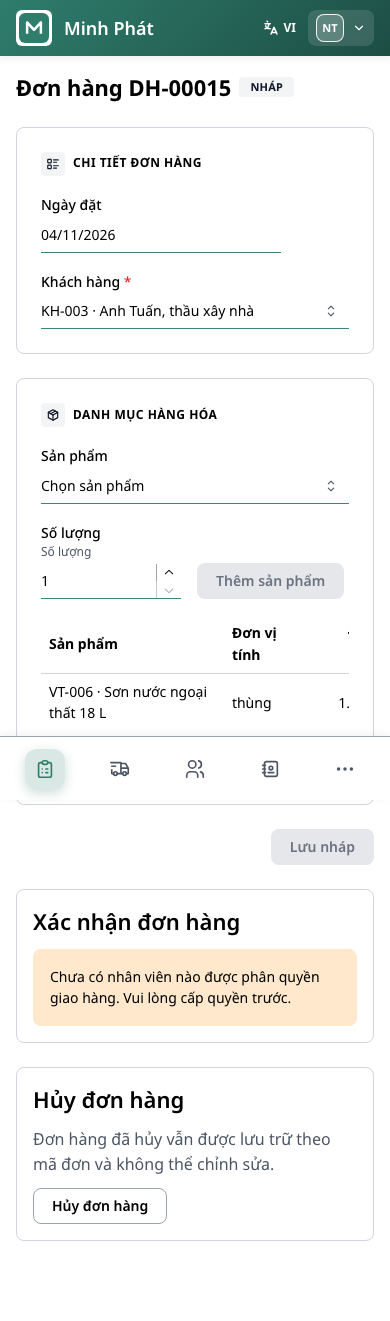 Minh Phát
VI
NT
Đơn hàng DH-00015
NHÁP
CHI TIẾT ĐƠN HÀNG
Ngày đặt
04/11/2026
Khách hàng *
KH-003 · Anh Tuấn, thầu xây nhà
DANH MỤC HÀNG HÓA
Sản phẩm
Chọn sản phẩm
Số lượng
Số lượng
1
Thêm sản phẩm
Sản phẩm
Đơn vị
tính
VT-006 · Sơn nước ngoại
thất 18 L
thùng
1.
Lưu nháp
Xác nhận đơn hàng
Chưa có nhân viên nào được phân quyền
giao hàng. Vui lòng cấp quyền trước.
Hủy đơn hàng
Đơn hàng đã hủy vẫn được lưu trữ theo
mã đơn và không thể chỉnh sửa.
Hủy đơn hàng